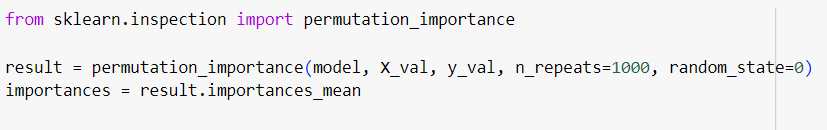 from sklearn.inspection import permutation_importance
result = permutation_importance(model, X_val, y_val, n_repeats=1000, random_state=0)
importances = result.importances_mean